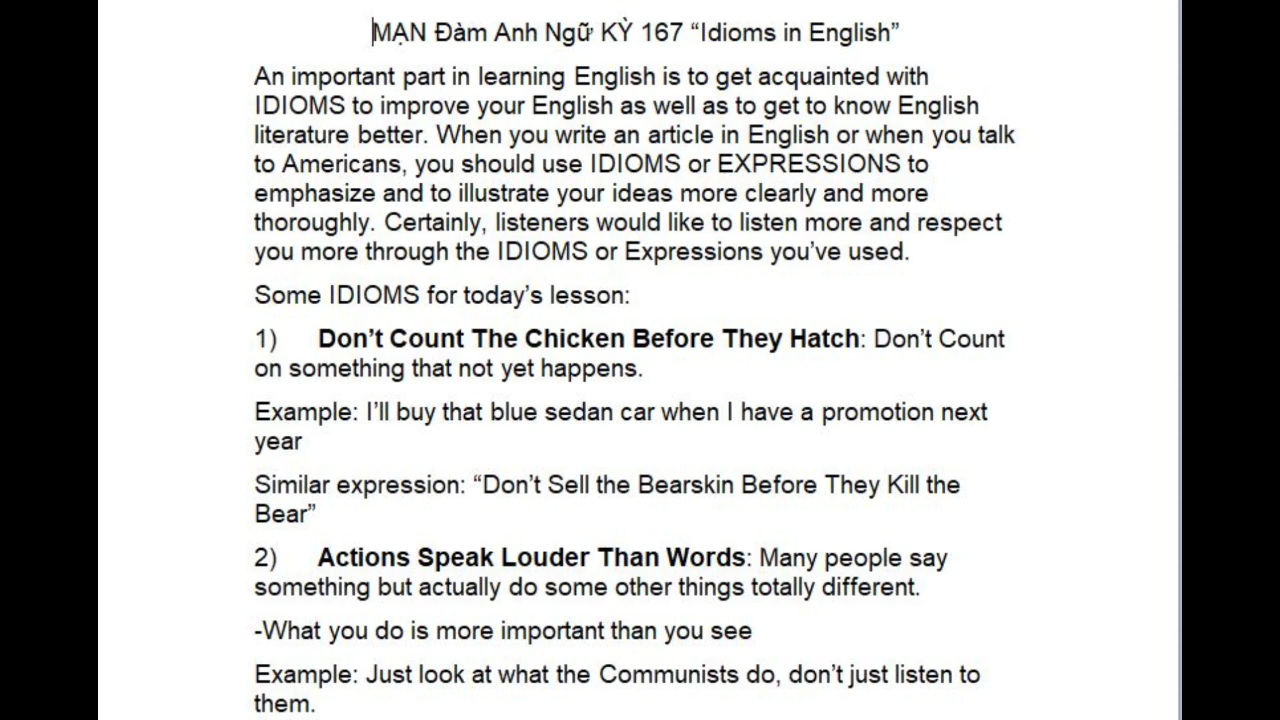 MẠN Đàm Anh Ngữ KỲ 167 “Idioms in English”
An important part in learning English is to get acquainted with
IDIOMS to improve your English as well as to get to know English
literature better. When you write an article in English or when you talk
to Americans, you should use IDIOMS or EXPRESSIONS to
emphasize and to illustrate your ideas more clearly and more
thoroughly. Certainly, listeners would like to listen more and respect
you more through the IDIOMS or Expressions you’ve used.
Some IDIOMS for today’s lesson:
1) Don’t Count The Chicken Before They Hatch: Don’t Count
on something that not yet happens.
Example: I’ll buy that blue sedan car when I have a promotion next
year
Similar expression: “Don’t Sell the Bearskin Before They Kill the
Bear”
2) Actions Speak Louder Than Words: Many people say
something but actually do some other things totally different.
-What you do is more important than you see
Example: Just look at what the Communists do, don’t just listen to
them.